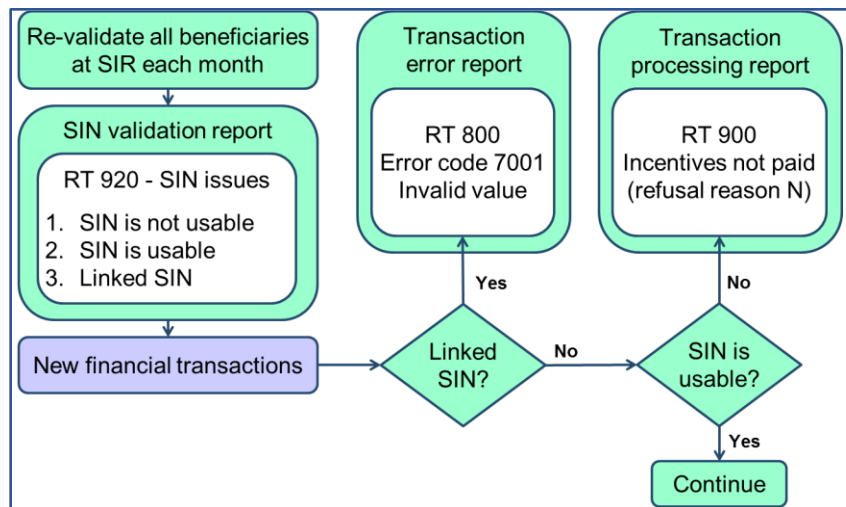 Re-validate all beneficiaries
at SIR each month
SIN validation report
RT 920 - SIN issues
1. SIN is not usable
2. SIN is usable
3. Linked SIN
New financial transactions
Transaction
error report
RT 800
Error code 7001
Invalid value
Yes
Linked
SIN?
No
Transaction
processing report
RT 900
Incentives not paid
(refusal reason N)
No
SIN is
usable?
Yes
Continue